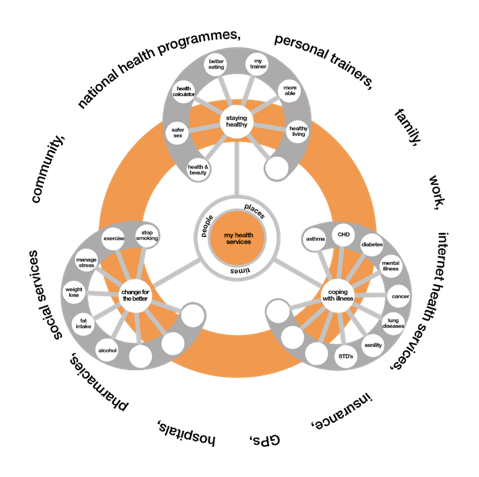 national health programmes,
personal trainers,
family,
work,
internet health services,
insurance,
GPs,
hospitals,
pharmacies,
social services
community,
better
eating
my
trainer
health
calculator
more
able
safer
sex
staying
healthy
healthy
living
health &
beauty
people
places
times
my health
services
exercise
stop
smoking
manage
stress
weight
loss
change for
the better
fat
intake
alcohol
asthma
CHD
diabetes
mental
illness
coping
with illness
cancer
lung
diseases
senility
STD's